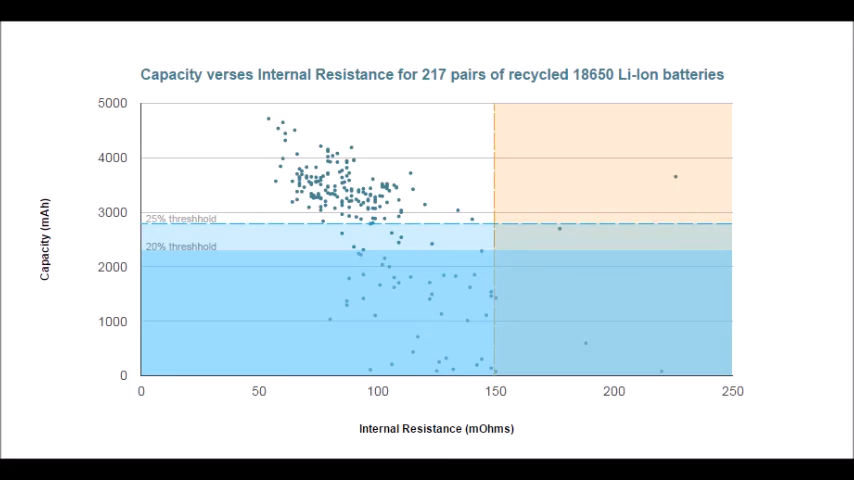 Capacity verses Internal Resistance for 217 pairs of recycled 18650 Li-Ion batteries
5000
4000
3000
25% threshhold
20% threshhold
2000
1000
0
Capacity (mAh)
0 50 100 150 200 250
Internal Resistance (mOhms)